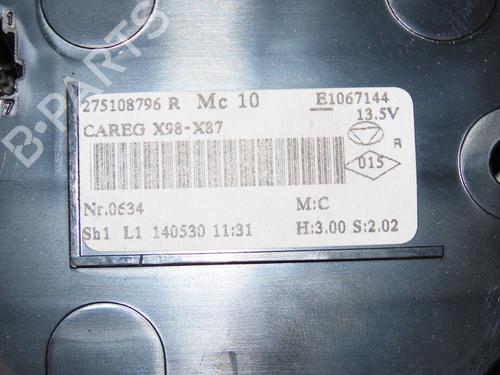 275108796 R Mc 10 E1067144
13.5V
CAREG X98-X87
R
015
Nr.0634 M:C
Sh1 L1 140530 11:31 H:3.00 S:2.02
B-PARTS